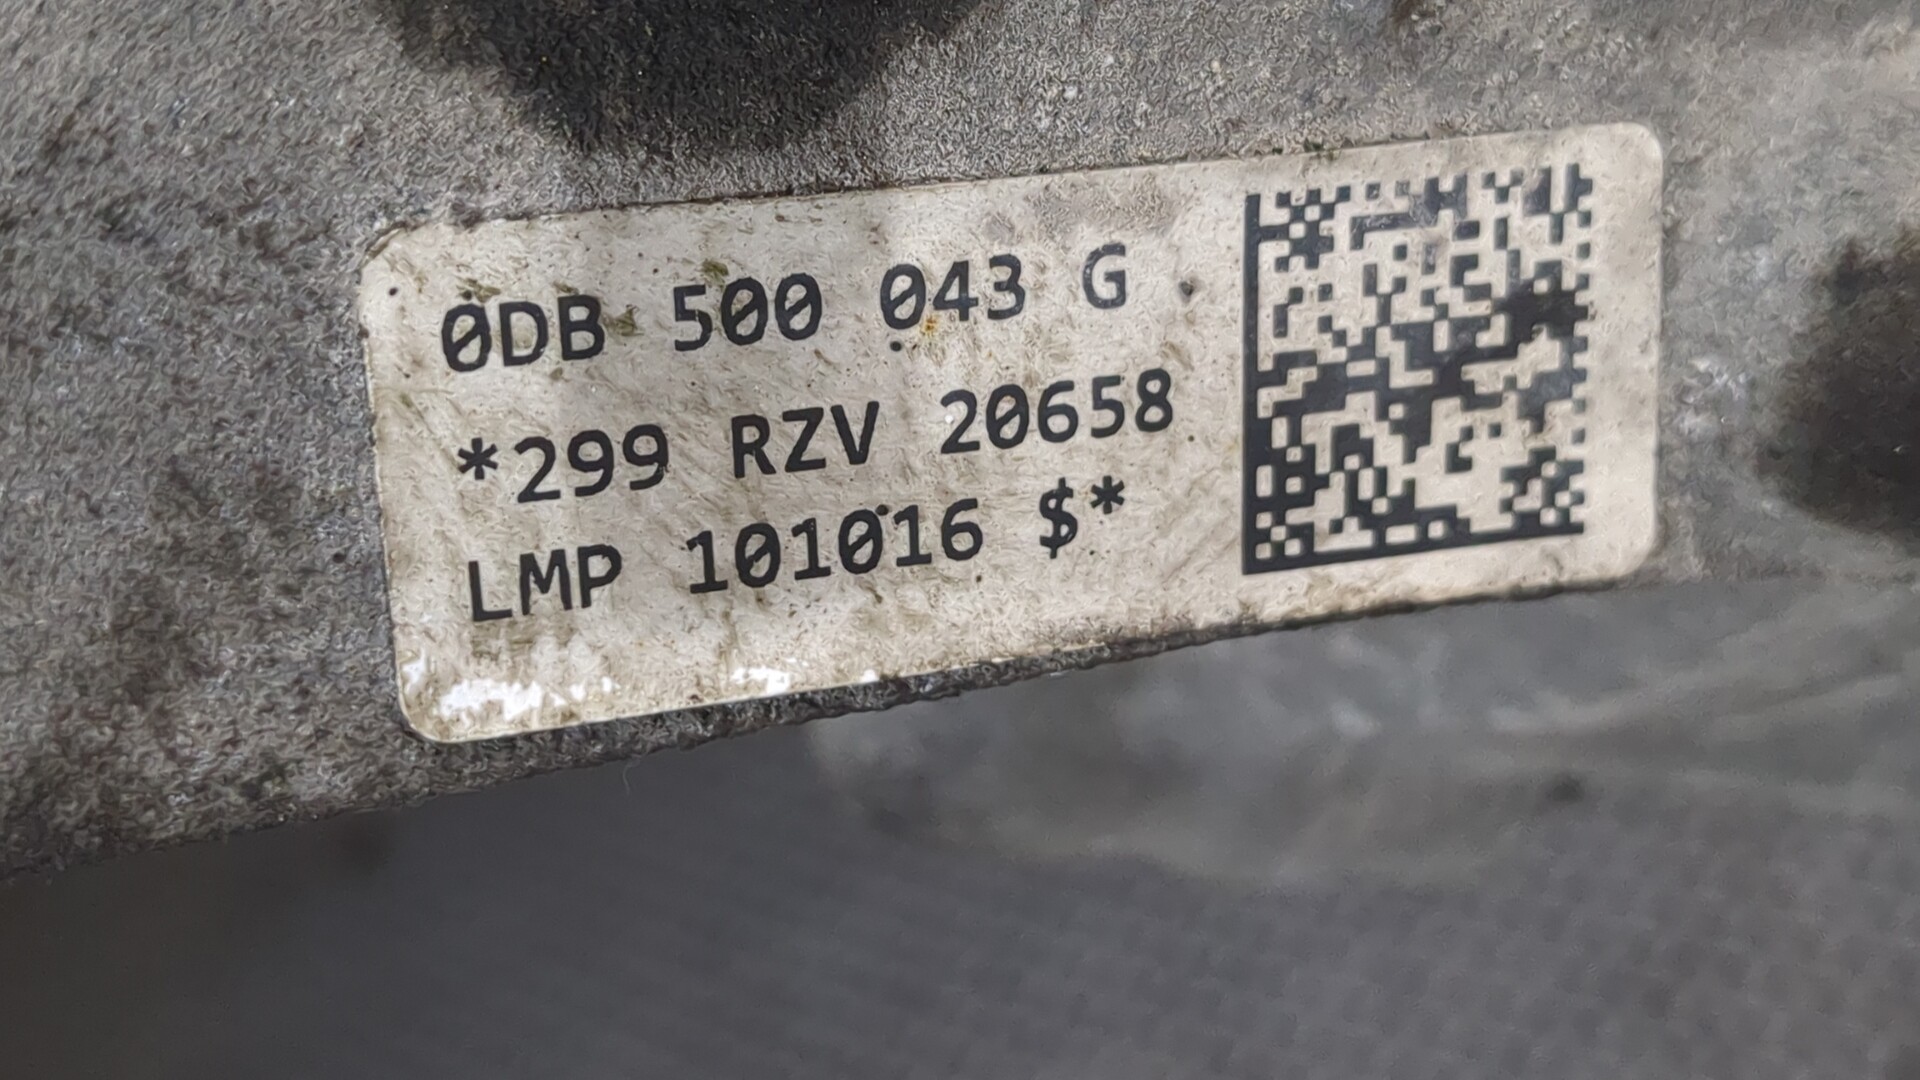 0DB 500 043 G
*299 RZV 20658
LMP 101016 $*